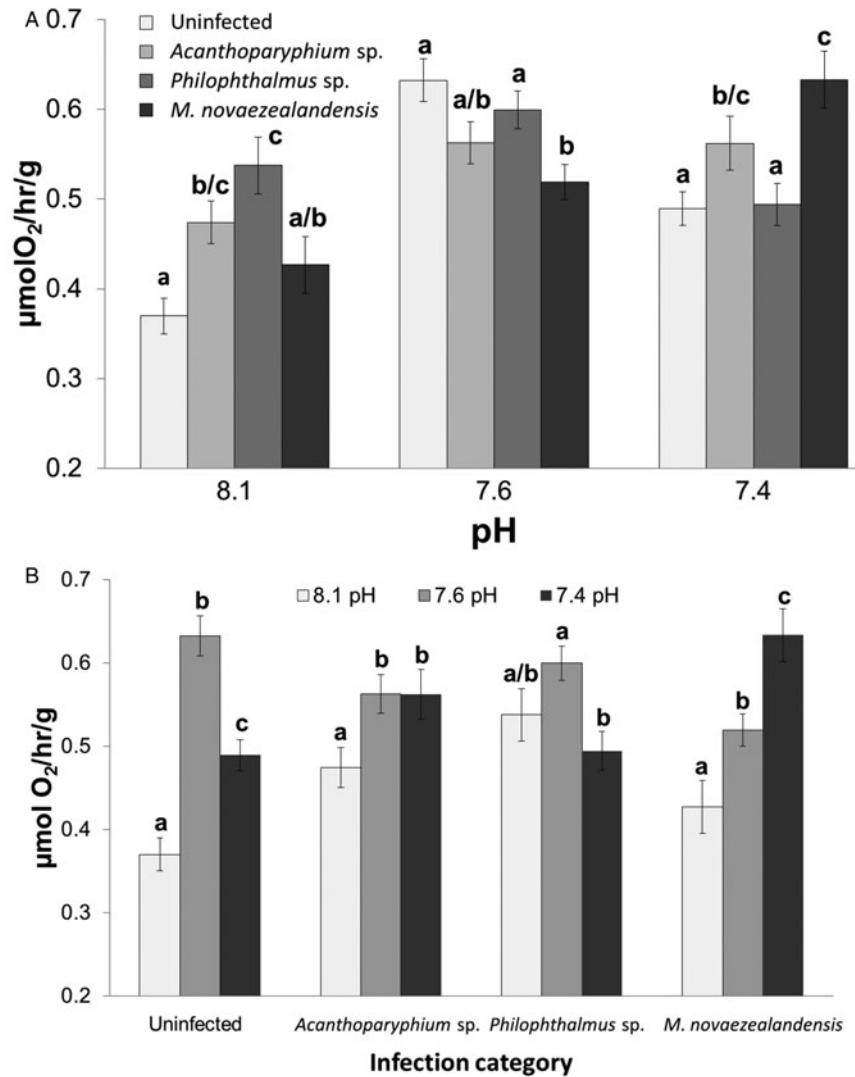 A
0.7
0.6
0.5
0.4
0.3
0.2
µmolO₂/hr/g
Uninfected
Acanthoparyphium sp.
Philophthalmus sp.
M. novaezealandensis
a
b/c
c
a/b
a
a/b
a
b
a
b/c
a
c
8.1
7.6
7.4
pH
B
0.7
0.6
0.5
0.4
0.3
0.2
µmol O₂/hr/g
8.1 pH
7.6 pH
7.4 pH
a
b
c
a
b
b
a/b
a
b
a
b
c
Uninfected
Acanthoparyphium sp.
Philophthalmus sp.
M. novaezealandensis
Infection category